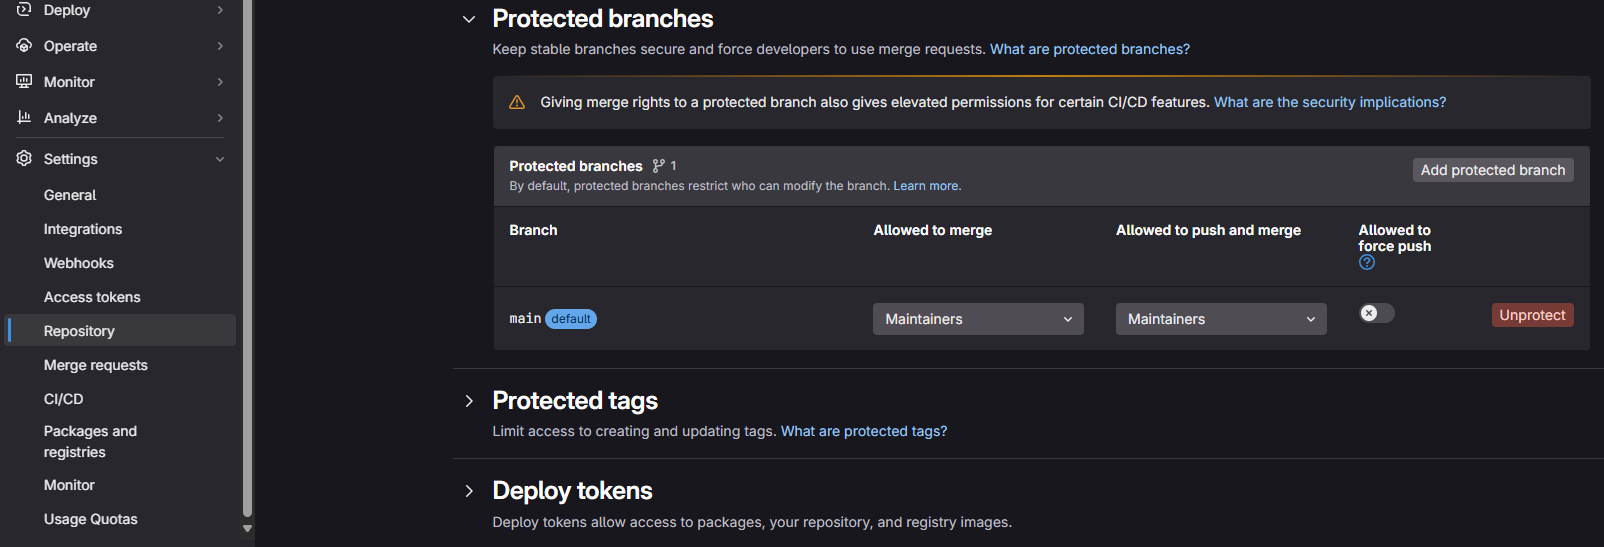 Deploy
Operate
Monitor
Analyze
Settings
General
Integrations
Webhooks
Access tokens
Repository
Merge requests
CI/CD
Packages and
registries
Monitor
Usage Quotas
Protected branches
Keep stable branches secure and force developers to use merge requests. What are protected branches?
Giving merge rights to a protected branch also gives elevated permissions for certain CI/CD features. What are the security implications?
Protected branches 1
Add protected branch
By default, protected branches restrict who can modify the branch. Learn more.
Branch Allowed to merge Allowed to push and merge Allowed to
force push
main default Maintainers Maintainers Unprotect
Protected tags
Limit access to creating and updating tags. What are protected tags?
Deploy tokens
Deploy tokens allow access to packages, your repository, and registry images.